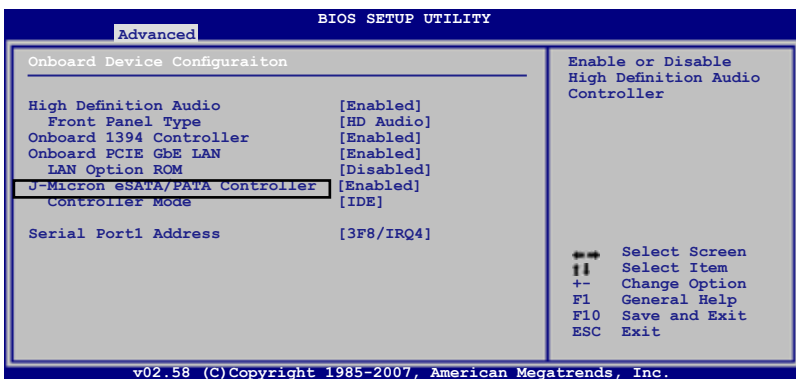 BIOS SETUP UTILITY
Advanced
Onboard Device Configuraiton
High Definition Audio [Enabled]
Front Panel Type [HD Audio]
Onboard 1394 Controller [Enabled]
Onboard PCIE GbE LAN [Enabled]
LAN Option ROM [Disabled]
J-Micron eSATA/PATA Controller [Enabled]
Controller Mode [IDE]
Serial Port1 Address [3F8/IRQ4]
Enable or Disable
High Definition Audio
Controller
←→ Select Screen
↑↓ Select Item
+- Change Option
F1 General Help
F10 Save and Exit
ESC Exit
v02.58 (C)Copyright 1985-2007, American Megatrends, Inc.